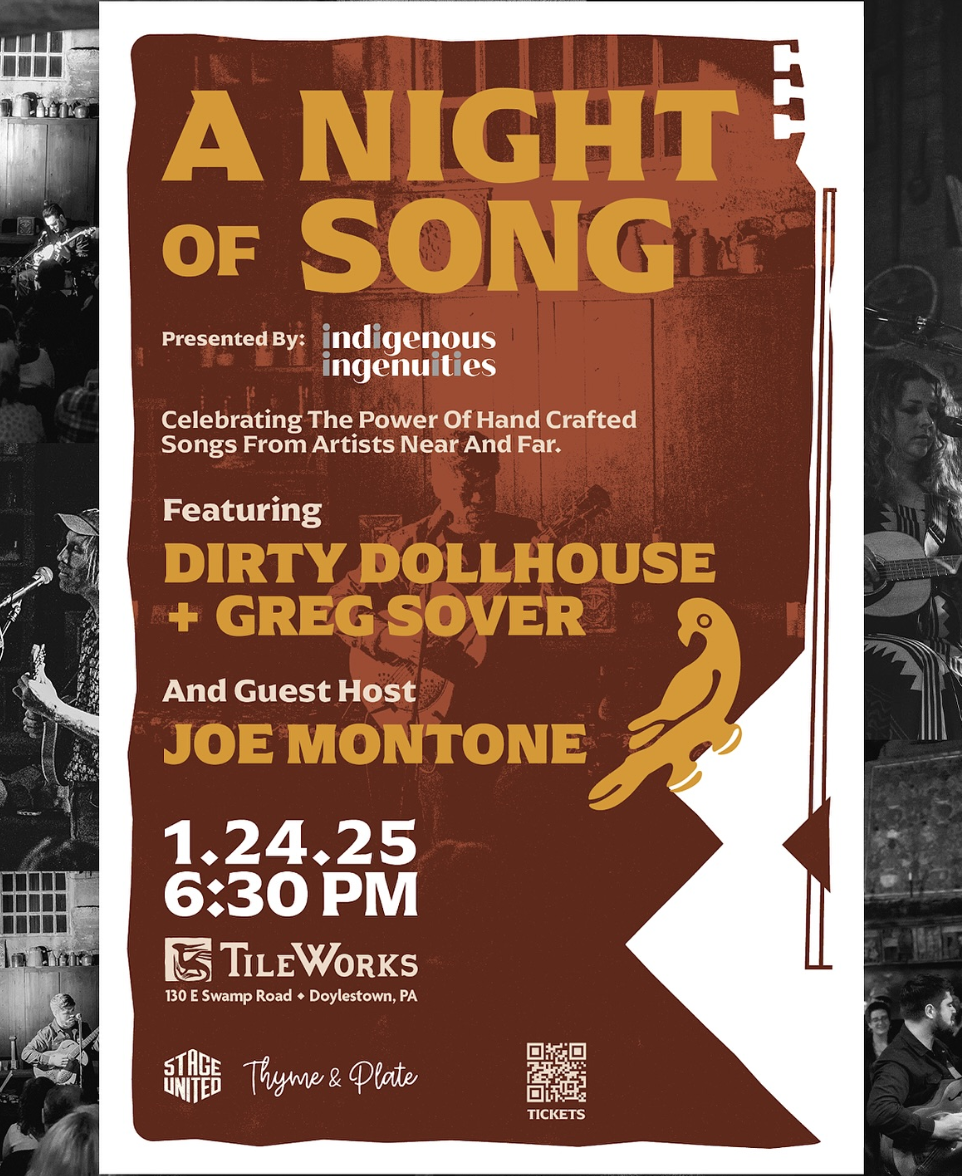 A NIGHT
OF SONG
Presented By: indigenous
ingenuities
Celebrating The Power Of Hand Crafted
Songs From Artists Near And Far.
Featuring
DIRTY DOLLHOUSE
+ GREG SOVER
And Guest Host
JOE MONTONE
1.24.25
6:30 PM
TILEWORKS
130 E Swamp Road • Doylestown, PA
STAGE
UNITED
Thyme & Plate
TICKETS